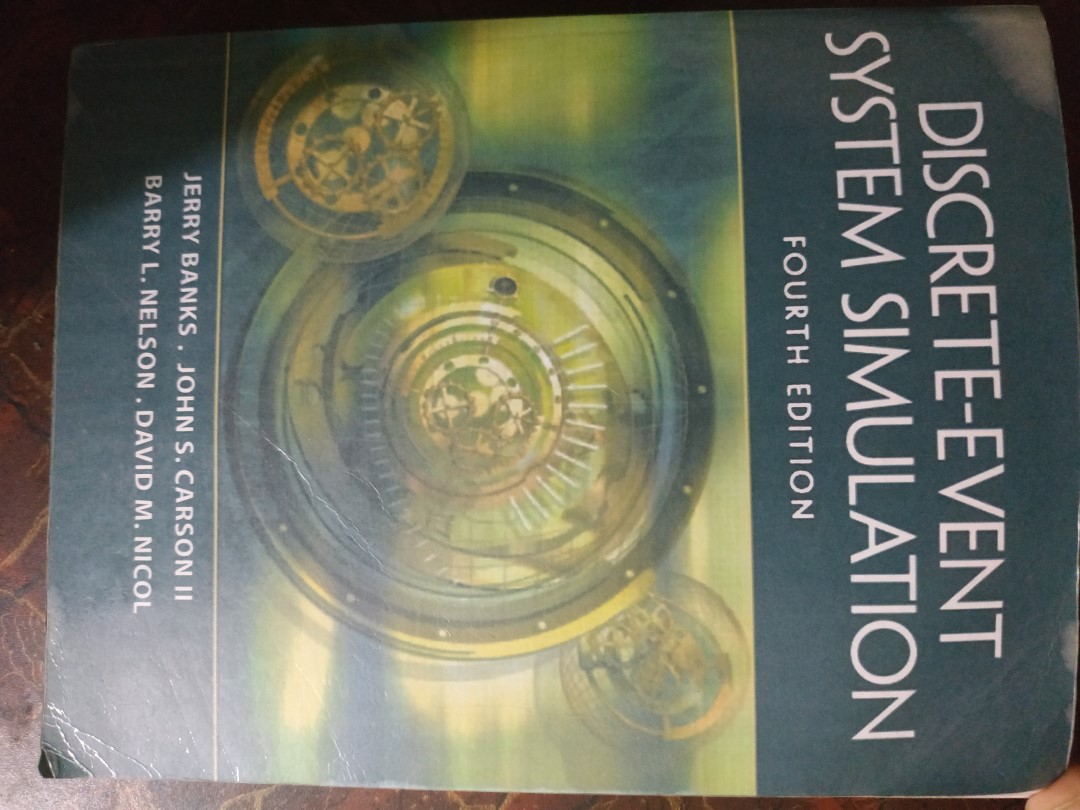 DISCRETE-EVENT
SYSTEM SIMULATION
FOURTH EDITION
JERRY BANKS . JOHN S. CARSON II
BARRY L. NELSON . DAVID M. NICOL